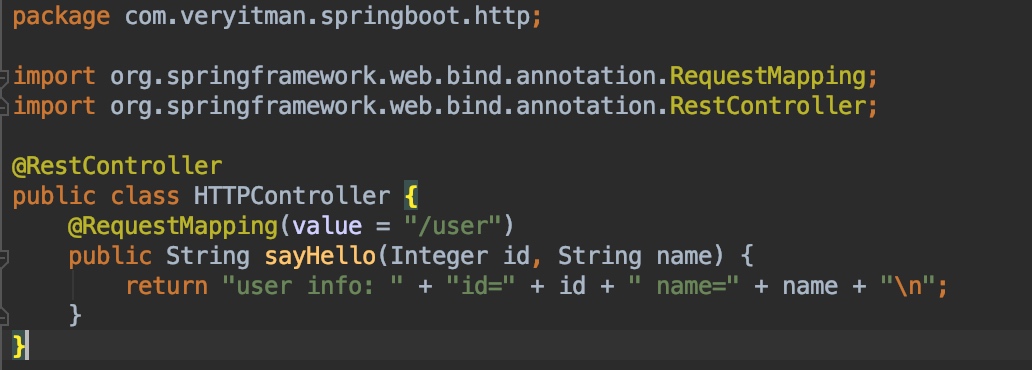 package com.veryitman.springboot.http;
import org.springframework.web.bind.annotation.RequestMapping;
import org.springframework.web.bind.annotation.RestController;
@RestController
public class HTTPController {
@RequestMapping(value = "/user")
public String sayHello(Integer id, String name) {
return "user info: " + "id=" + id + " name=" + name + "\n";
}
}